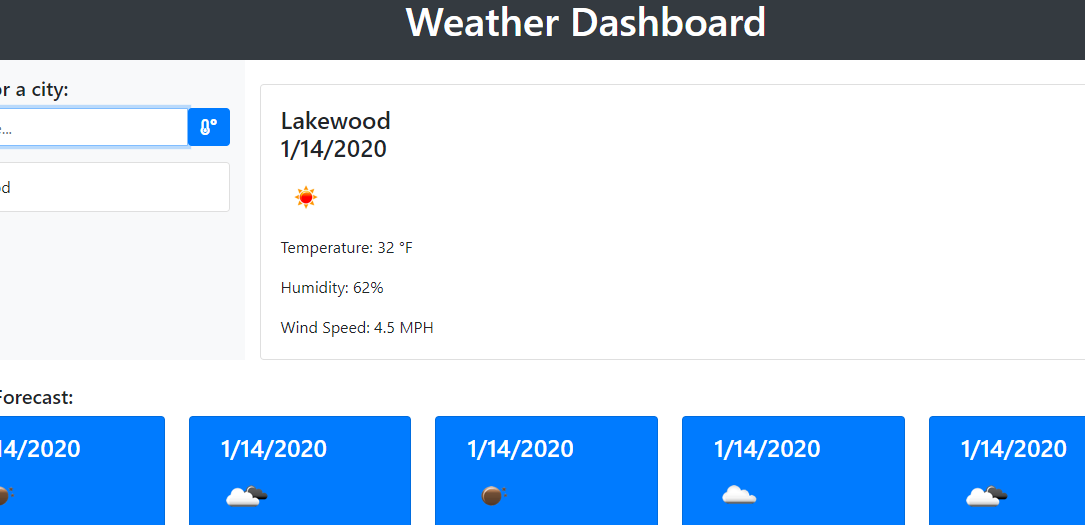 Weather Dashboard
r a city:
...
Lakewood
1/14/2020
od
Temperature: 32 °F
Humidity: 62%
Wind Speed: 4.5 MPH
Forecast:
14/2020
1/14/2020
1/14/2020
1/14/2020
1/14/2020